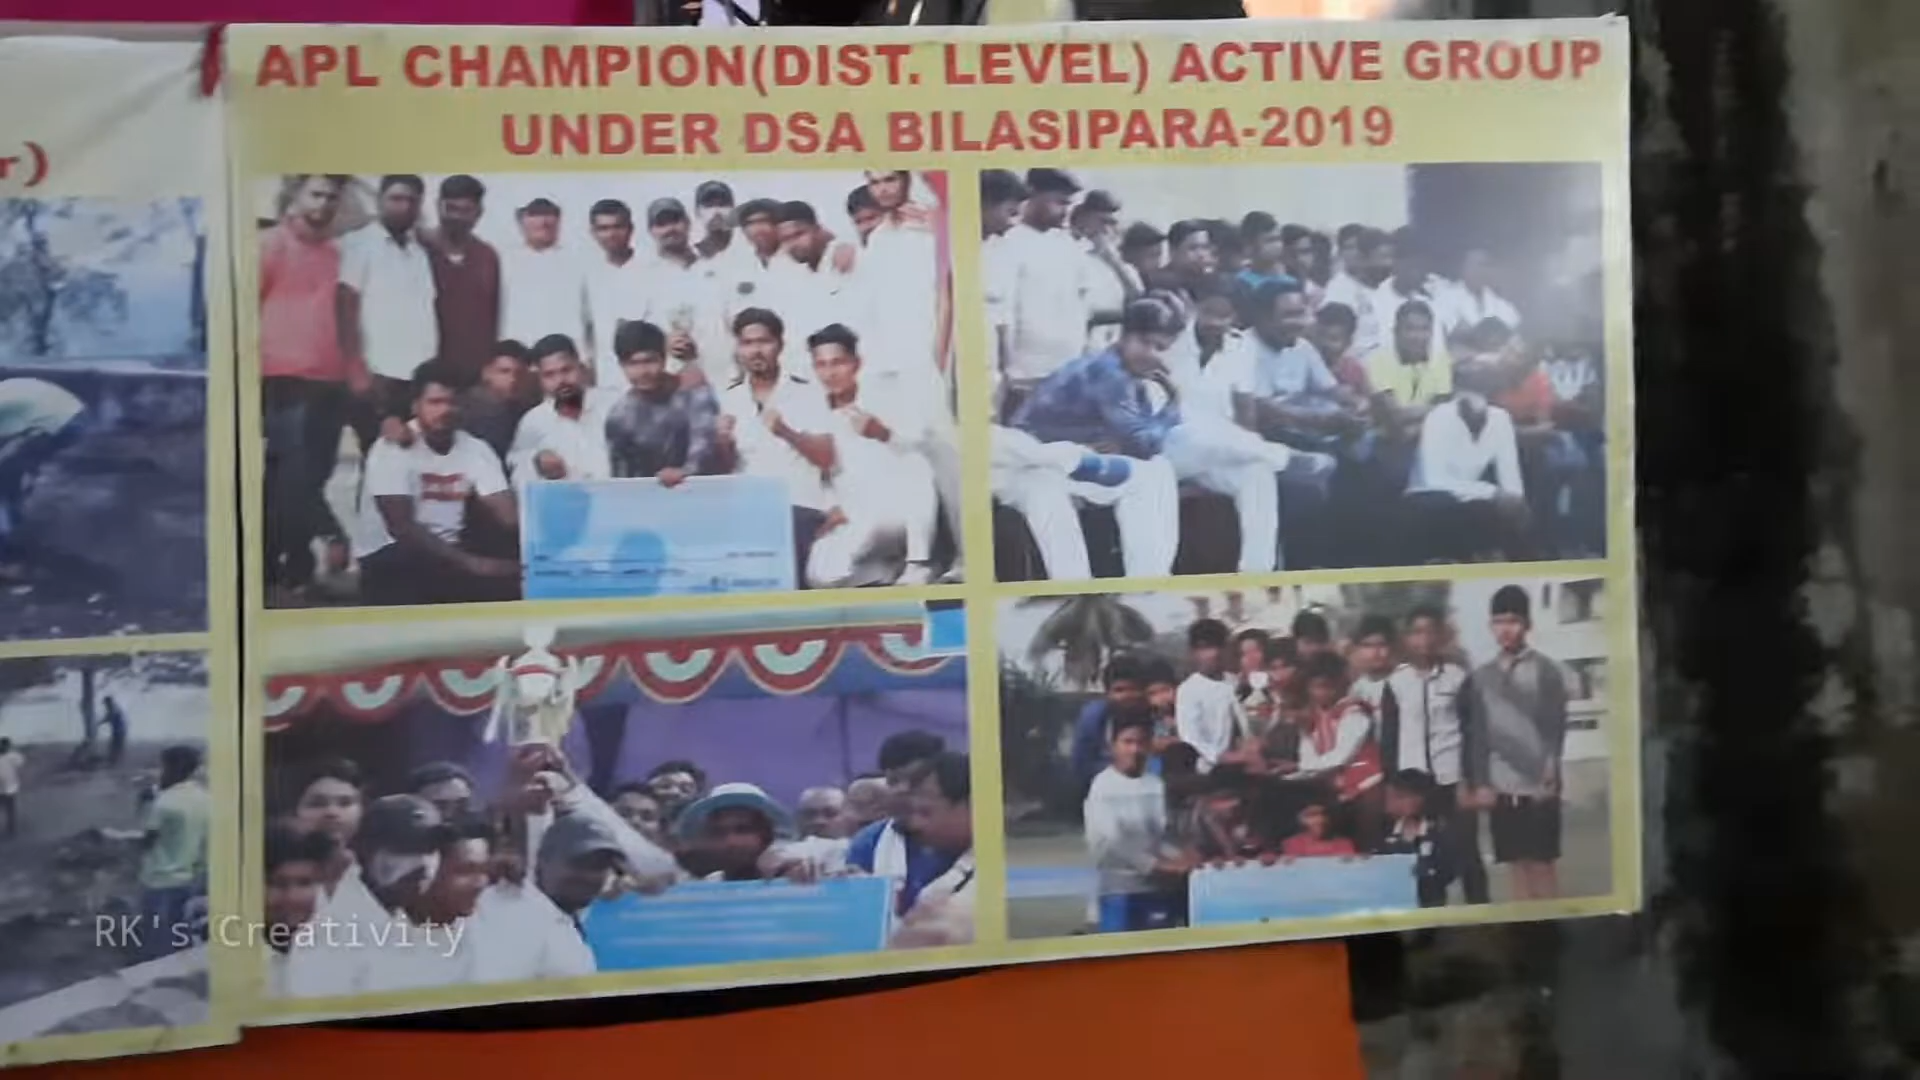 APL CHAMPION(DIST. LEVEL) ACTIVE GROUP
UNDER DSA BILASIPARA-2019
r)
RK's Creativity